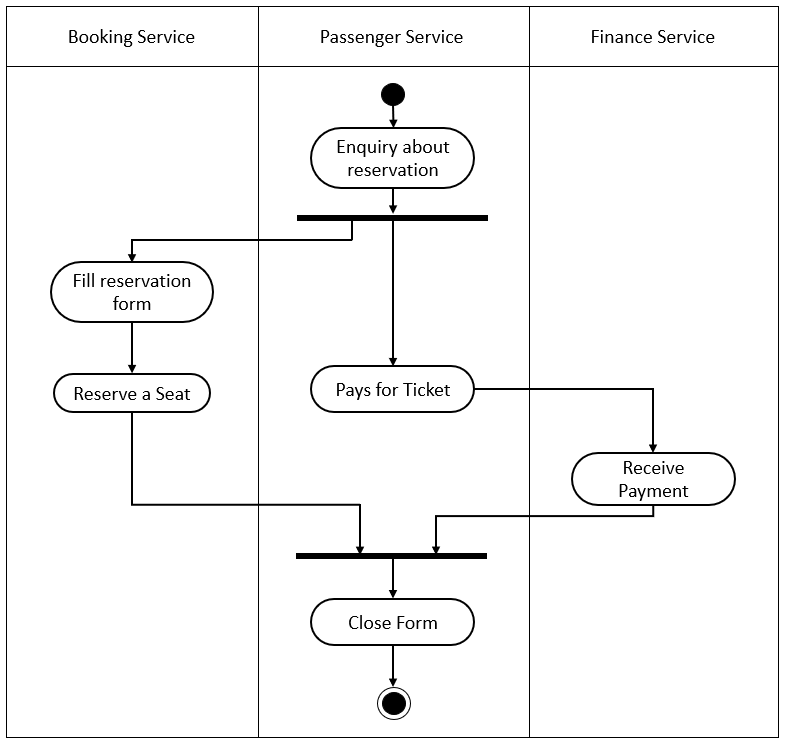 Booking Service
Passenger Service
Finance Service
Enquiry about
reservation
Fill reservation
form
Reserve a Seat
Pays for Ticket
Receive
Payment
Close Form